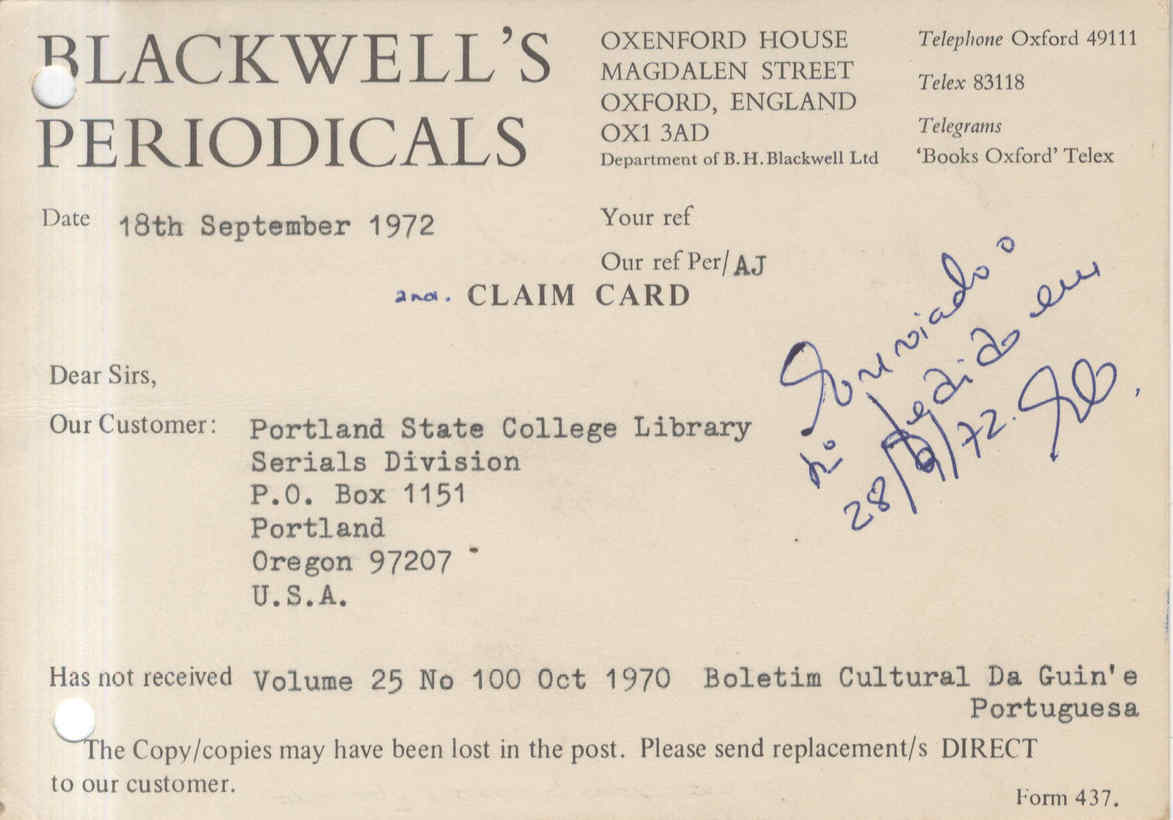 BLACKWELL'S
PERIODICALS
OXENFORD HOUSE
MAGDALEN STREET
OXFORD, ENGLAND
OX1 3AD
Department of B.H. Blackwell Ltd
Telephone Oxford 49111
Telex 83118
Telegrams
'Books Oxford' Telex
Date 18th September 1972
Your ref
Our ref Per/AJ
2nd. CLAIM CARD
o
nº pedido em
28/9/72.
Dear Sirs,
Our Customer: Portland State College Library
Serials Division
P.O. Box 1151
Portland
Oregon 97207
U.S.A.
Has not received Volume 25 No 100 Oct 1970 Boletim Cultural Da Guin'e
Portuguesa
The Copy/copies may have been lost in the post. Please send replacement/s DIRECT
to our customer.
Form 437.